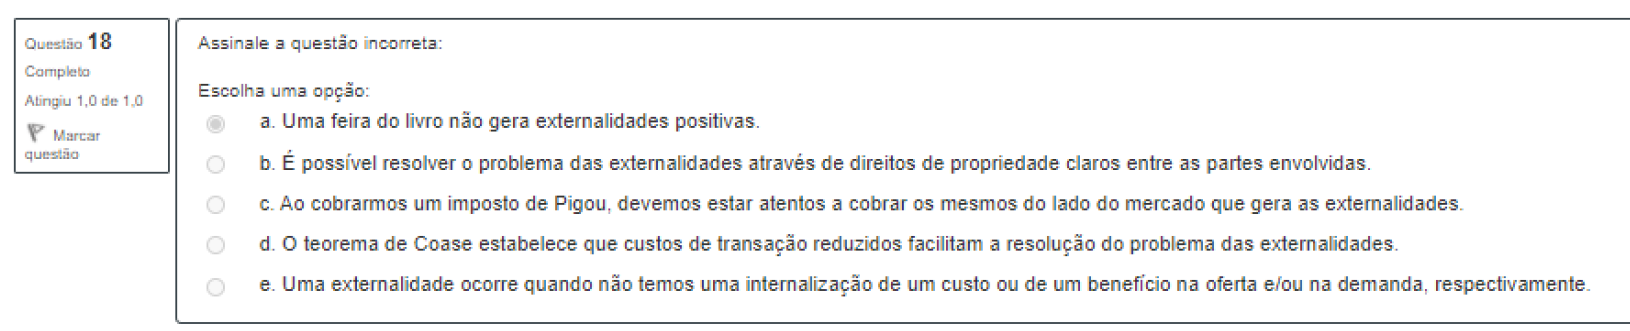 Questão 18
Completo
Atingiu 1,0 de 1,0
Marcar
questão
Assinale a questão incorreta:
Escolha uma opção:
a. Uma feira do livro não gera externalidades positivas.
b. É possível resolver o problema das externalidades através de direitos de propriedade claros entre as partes envolvidas.
c. Ao cobrarmos um imposto de Pigou, devemos estar atentos a cobrar os mesmos do lado do mercado que gera as externalidades.
d. O teorema de Coase estabelece que custos de transação reduzidos facilitam a resolução do problema das externalidades.
e. Uma externalidade ocorre quando não temos uma internalização de um custo ou de um benefício na oferta e/ou na demanda, respectivamente.